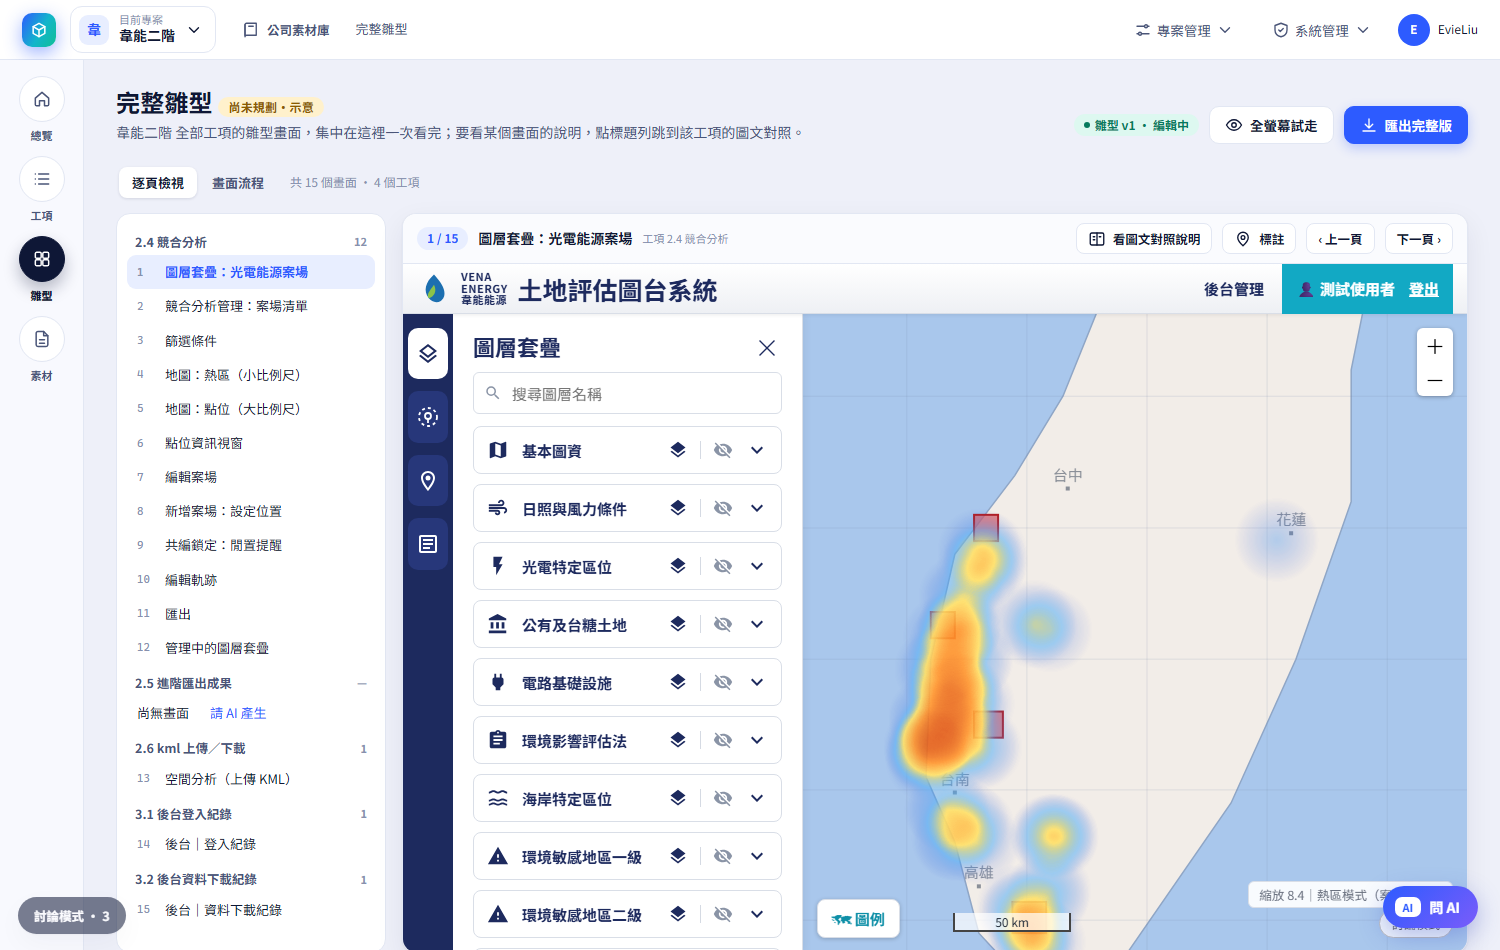 目前專案
韋 韋能二階
公司素材庫
完整雛型
專案管理
系統管理
E EvieLiu
總覽
工項
雛型
素材
完整雛型 尚未規劃・示意
韋能二階 全部工項的雛型畫面，集中在這裡一次看完；要看某個畫面的說明，點標題列跳到該工項的圖文對照。
雛型 v1 ・ 編輯中
全螢幕試走
匯出完整版
逐頁檢視
畫面流程
共 15 個畫面 ・ 4 個工項
2.4 競合分析 12
1 圖層套疊：光電能源案場
2 競合分析管理：案場清單
3 篩選條件
4 地圖：熱區（小比例尺）
5 地圖：點位（大比例尺）
6 點位資訊視窗
7 編輯案場
8 新增案場：設定位置
9 共編鎖定：閒置提醒
10 編輯軌跡
11 匯出
12 管理中的圖層套疊
2.5 進階匯出成果 —
尚無畫面 請 AI 產生
2.6 kml 上傳／下載 1
13 空間分析（上傳 KML）
3.1 後台登入紀錄 1
14 後台｜登入紀錄
3.2 後台資料下載紀錄 1
15 後台｜資料下載紀錄
討論模式 ・ 3
1 / 15 圖層套疊：光電能源案場 工項 2.4 競合分析
看圖文對照說明
標註
‹ 上一頁
下一頁 ›
VENA
ENERGY
韋能能源
土地評估圖台系統
後台管理
測試使用者 登出
圖層套疊
搜尋圖層名稱
基本圖資
日照與風力條件
光電特定區位
公有及台糖土地
電路基礎設施
環境影響評估法
海岸特定區位
環境敏感地區一級
環境敏感地區二級
台中
花蓮
台南
高雄
圖例
50 km
縮放 8.4｜熱區模式（案
AI 問 AI